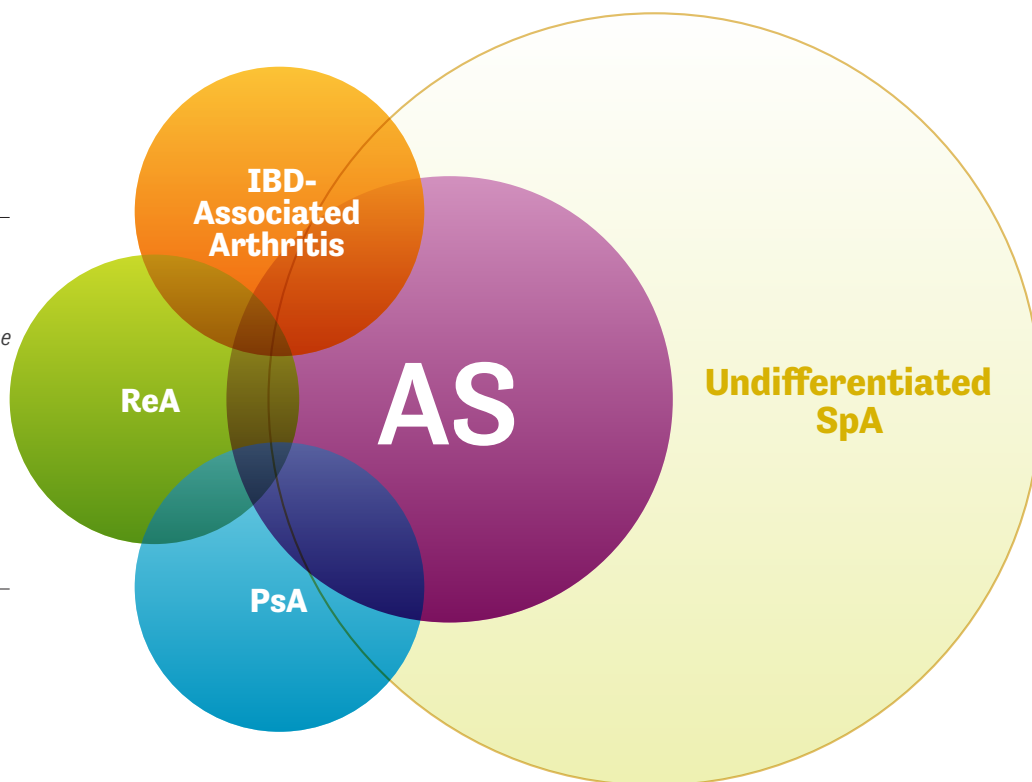 IBD-
Associated
Arthritis
e
ReA
AS
Undifferentiated
SpA
PsA